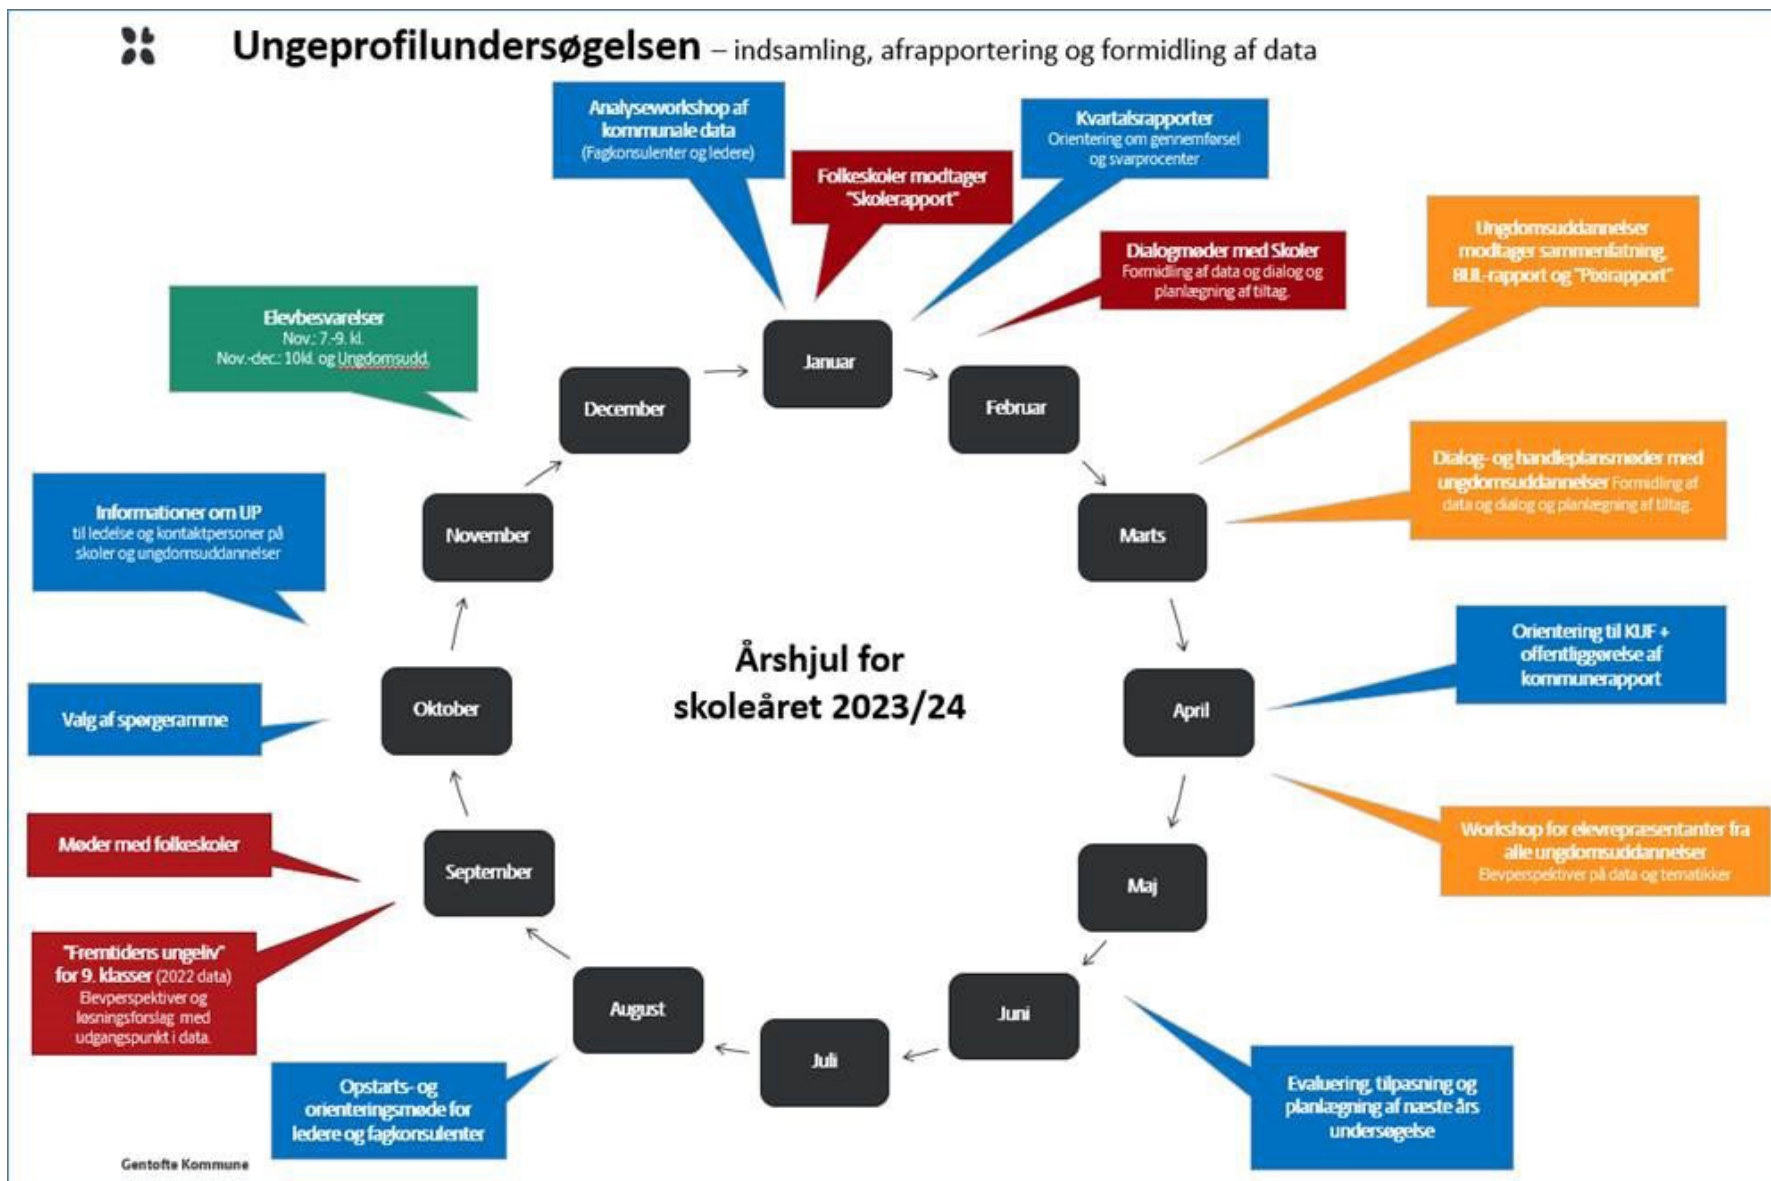 Ungeprofilundersøgelsen – indsamling, afrapportering og formidling af data
Analyseworkshop af
kommunale data
(Fagkonsulenter og ledere)
Folkeskoler modtager
"Skolerapport"
Kvartalsrapporter
Orientering om gennemførsel
og svarprocenter
Dialogmøder med Skoler
Formidling af data og dialog og
planlægning af tiltag.
Ungdomsuddannelser
modtager sammenfatning,
BUL-rapport og "Pixirapport"
Dialog- og handleplansmøder med
ungdomsuddannelser Formidling af
data og dialog og planlægning af tiltag.
Orientering til KUF +
offentliggørelse af
kommunerapport
Workshop for elevrepræsentanter fra
alle ungdomsuddannelser
Elevperspektiver på data og tematikker
Evaluering, tilpasning og
planlægning af næste års
undersøgelse
Opstarts- og
orienteringsmøde for
ledere og fagkonsulenter
"Fremtidens ungeliv"
for 9. klasser (2022 data)
Elevperspektiver og
løsningsforslag med
udgangspunkt i data.
Møder med folkeskoler
Valg af spørgeramme
Informationer om UP
til ledelse og kontaktpersoner på
skoler og ungdomsuddannelser
Elevbesvarelser
Nov.: 7.-9. kl.
Nov.-dec.: 10kl. og Ungdomsudd.
Januar
Februar
Marts
April
Maj
Juni
Juli
August
September
Oktober
November
December
Årshjul for
skoleåret 2023/24
Gentofte Kommune